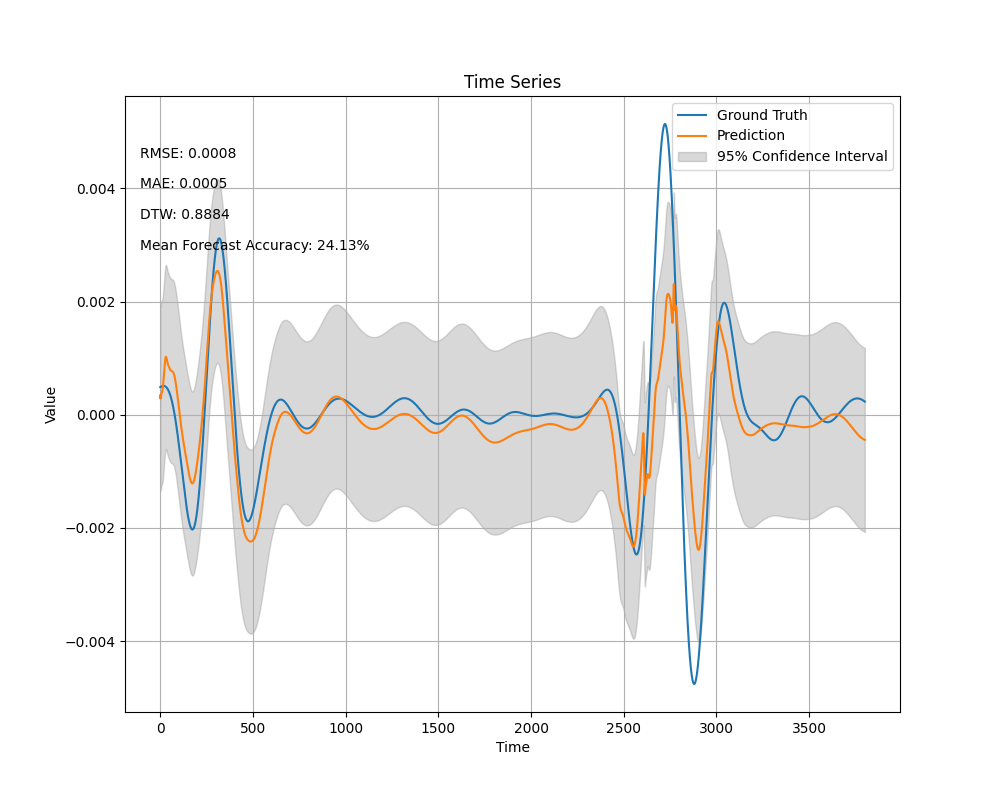 Time Series
Ground Truth
Prediction
95% Confidence Interval
RMSE: 0.0008
MAE: 0.0005
DTW: 0.8884
Mean Forecast Accuracy: 24.13%
Value
0.004
0.002
0.000
−0.002
−0.004
0 500 1000 1500 2000 2500 3000 3500
Time